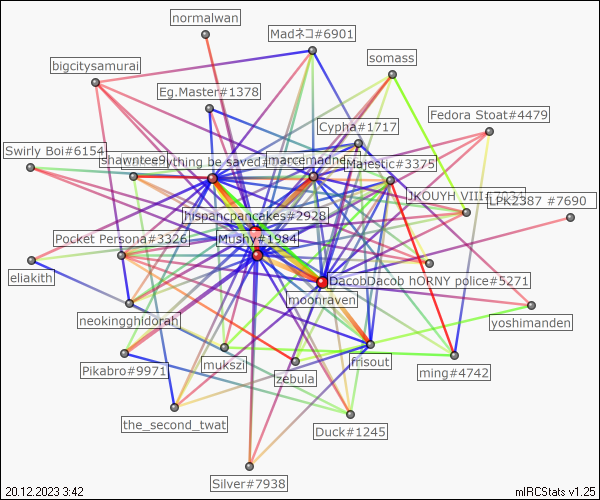 normalwan
Madネコ#6901
somass
bigcitysamurai
Eg.Master#1378
Fedora Stoat#4479
Cypha#1717
Swirly Boi#6154
shawntee9
ything be saved
marcemadne
Majestic#3375
JKOUYH VIII
LPKZ387 #7690
hispancpancakes#2928
Pocket Persona#3326
Mushy#1984
eliakith
DacobDacob hORNY police#5271
moonraven
neokingghidorah
yoshimanden
Pikabro#9971
mukszi
zebula
frisout
ming#4742
the_second_twat
Duck#1245
Silver#7938
20.12.2023 3:42
mIRCStats v1.25